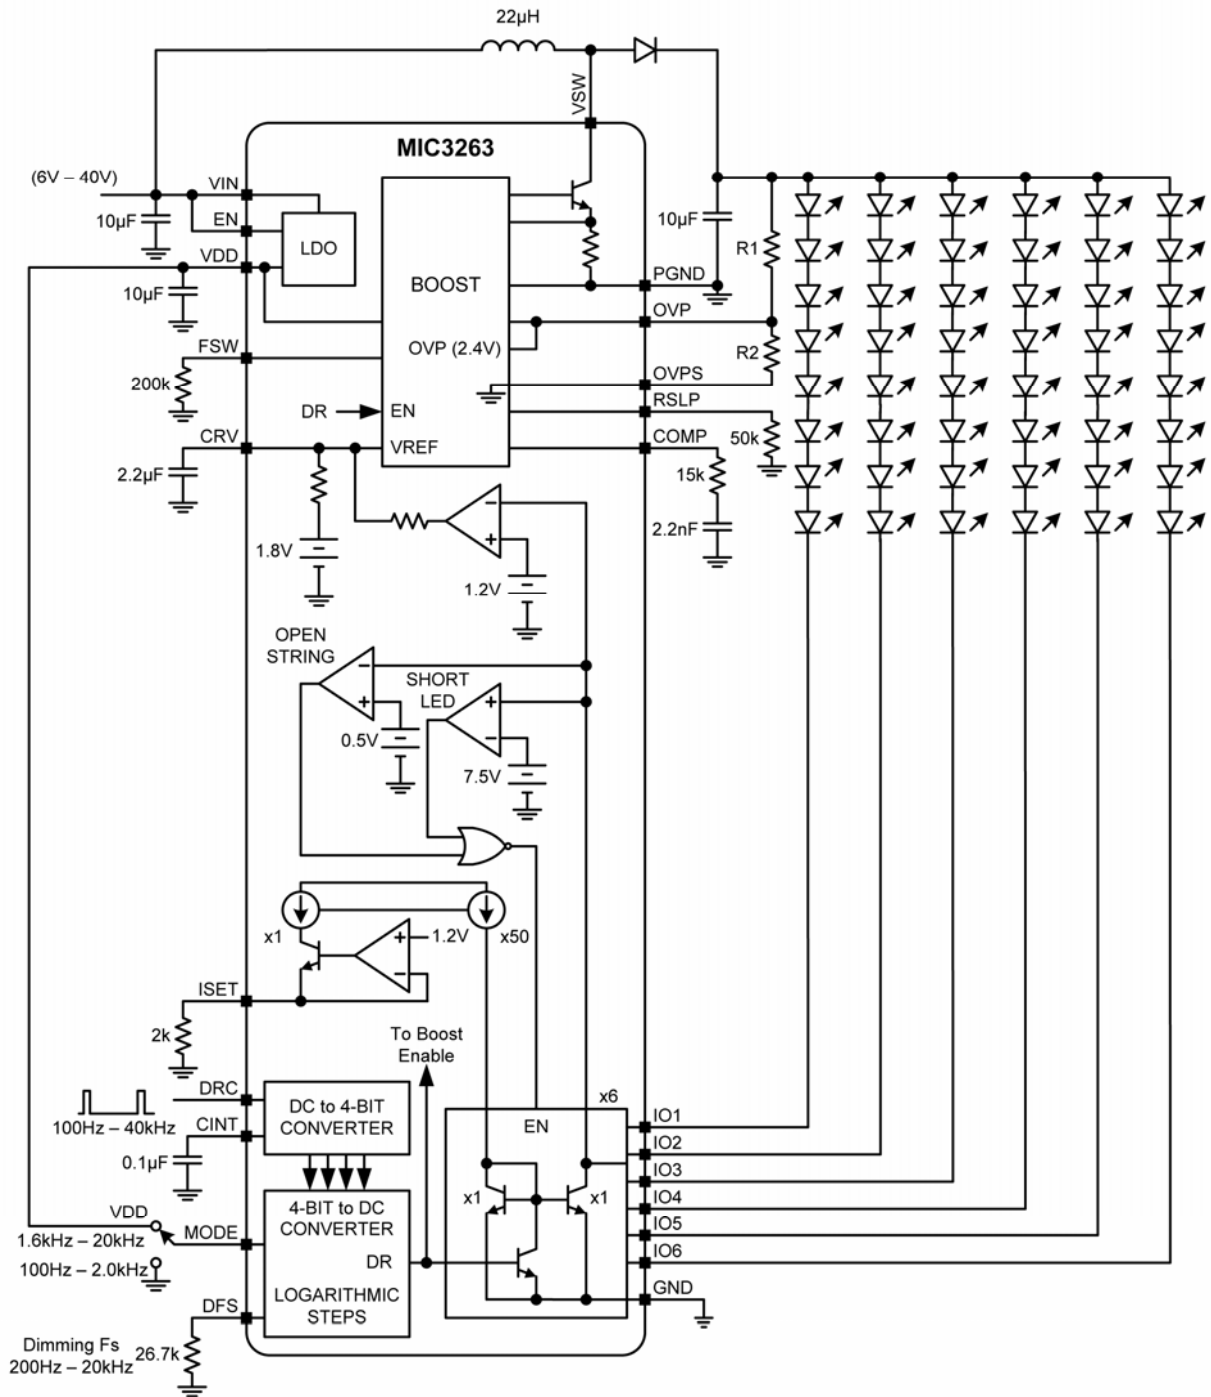 22µH
VSW
MIC3263
(6V – 40V)
VIN
10µF
EN
LDO
VDD
10µF
10µF
R1
PGND
BOOST
OVP
OVP (2.4V)
R2
FSW
200k
OVPS
RSLP
DR
EN
50k
CRV
VREF
COMP
2.2µF
15k
2.2nF
–
+
1.8V
1.2V
OPEN
STRING
–
+
SHORT
LED
+
–
0.5V
7.5V
x1
x50
+
1.2V
–
ISET
2k
To Boost
Enable
DRC
100Hz – 40kHz
DC to 4-BIT
CONVERTER
CINT
0.1µF
x6
EN
IO1
IO2
IO3
IO4
IO5
IO6
x1
x1
VDD
1.6kHz – 20kHz
MODE
100Hz – 2.0kHz
4-BIT to DC
CONVERTER
DR
LOGARITHMIC
STEPS
GND
DFS
Dimming Fs
200Hz – 20kHz
26.7k